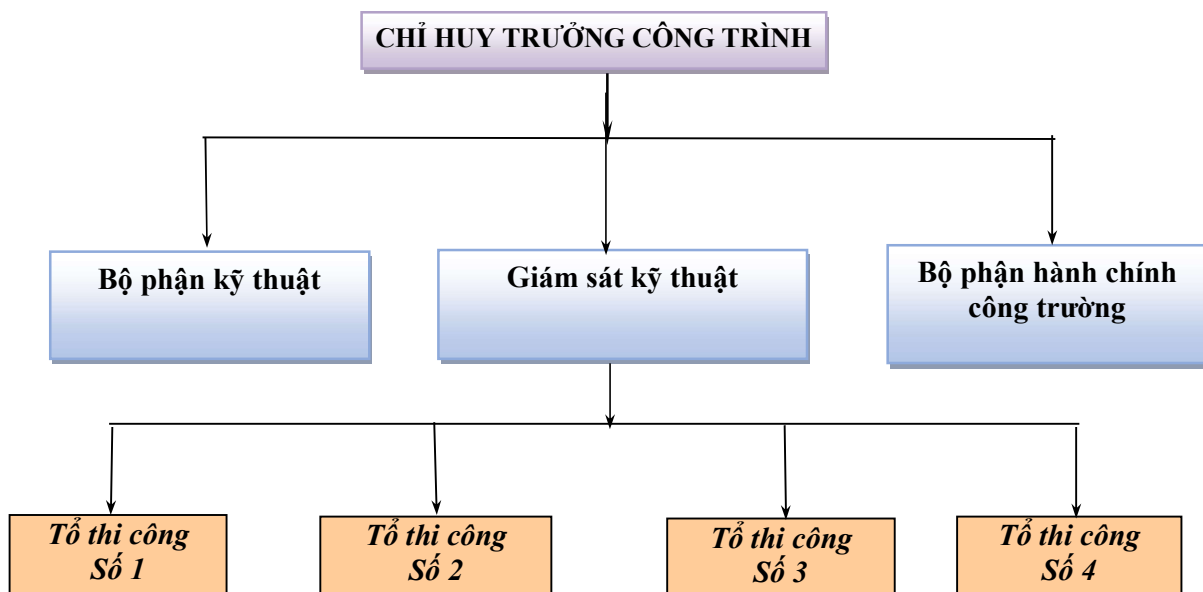 CHỈ HUY TRƯỞNG CÔNG TRÌNH
Bộ phận kỹ thuật
Giám sát kỹ thuật
Bộ phận hành chính
công trường
Tổ thi công
Số 1
Tổ thi công
Số 2
Tổ thi công
Số 3
Tổ thi công
Số 4